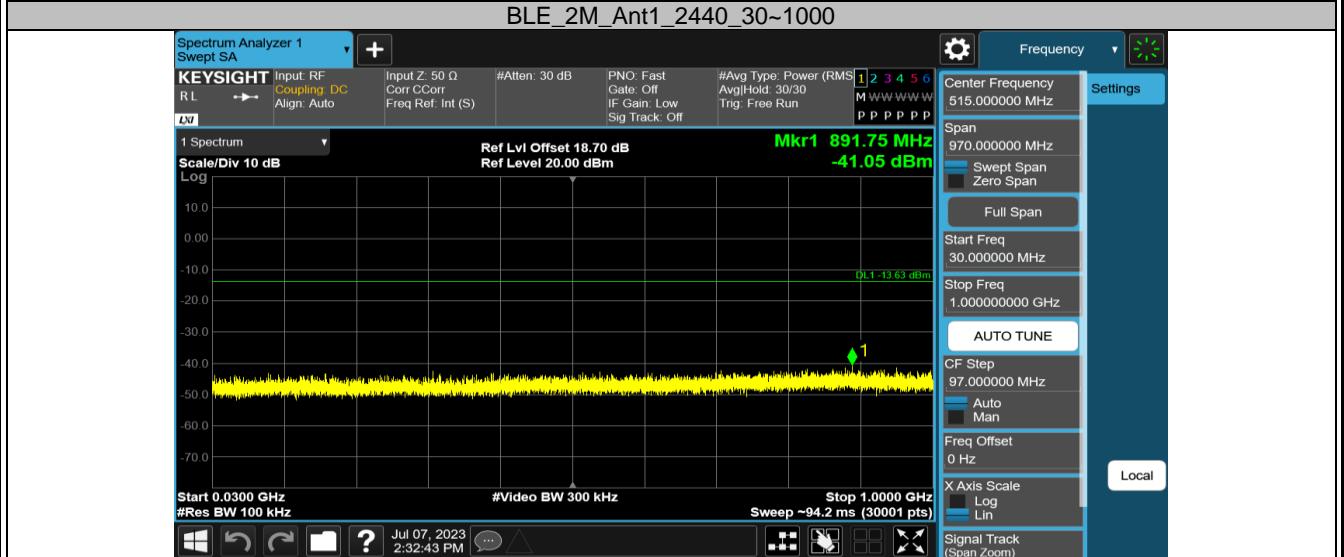 BLE_2M_Ant1_2440_30~1000
Spectrum Analyzer 1
Swept SA
+
Frequency
KEYSIGHT
R L
LXI
Input: RF
Coupling: DC
Align: Auto
Input Z: 50 Ω
Corr CCorr
Freq Ref: Int (S)
#Atten: 30 dB
PNO: Fast
Gate: Off
IF Gain: Low
Sig Track: Off
#Avg Type: Power (RMS
Avg|Hold: 30/30
Trig: Free Run
1 2 3 4 5 6
M W W W W W
P P P P P P
1 Spectrum
Scale/Div 10 dB
Log
Ref Lvl Offset 18.70 dB
Ref Level 20.00 dBm
Mkr1 891.75 MHz
-41.05 dBm
10.0
0.00
-10.0
DL1 -13.63 dBm
-20.0
-30.0
1
-40.0
-50.0
-60.0
-70.0
Start 0.0300 GHz
#Video BW 300 kHz
Stop 1.0000 GHz
#Res BW 100 kHz
Sweep ~94.2 ms (30001 pts)
Center Frequency
515.000000 MHz
Span
970.000000 MHz
Swept Span
Zero Span
Full Span
Start Freq
30.000000 MHz
Stop Freq
1.000000000 GHz
AUTO TUNE
CF Step
97.000000 MHz
Auto
Man
Freq Offset
0 Hz
X Axis Scale
Log
Lin
Signal Track
(Span Zoom)
Settings
Local
?
Jul 07, 2023
2:32:43 PM